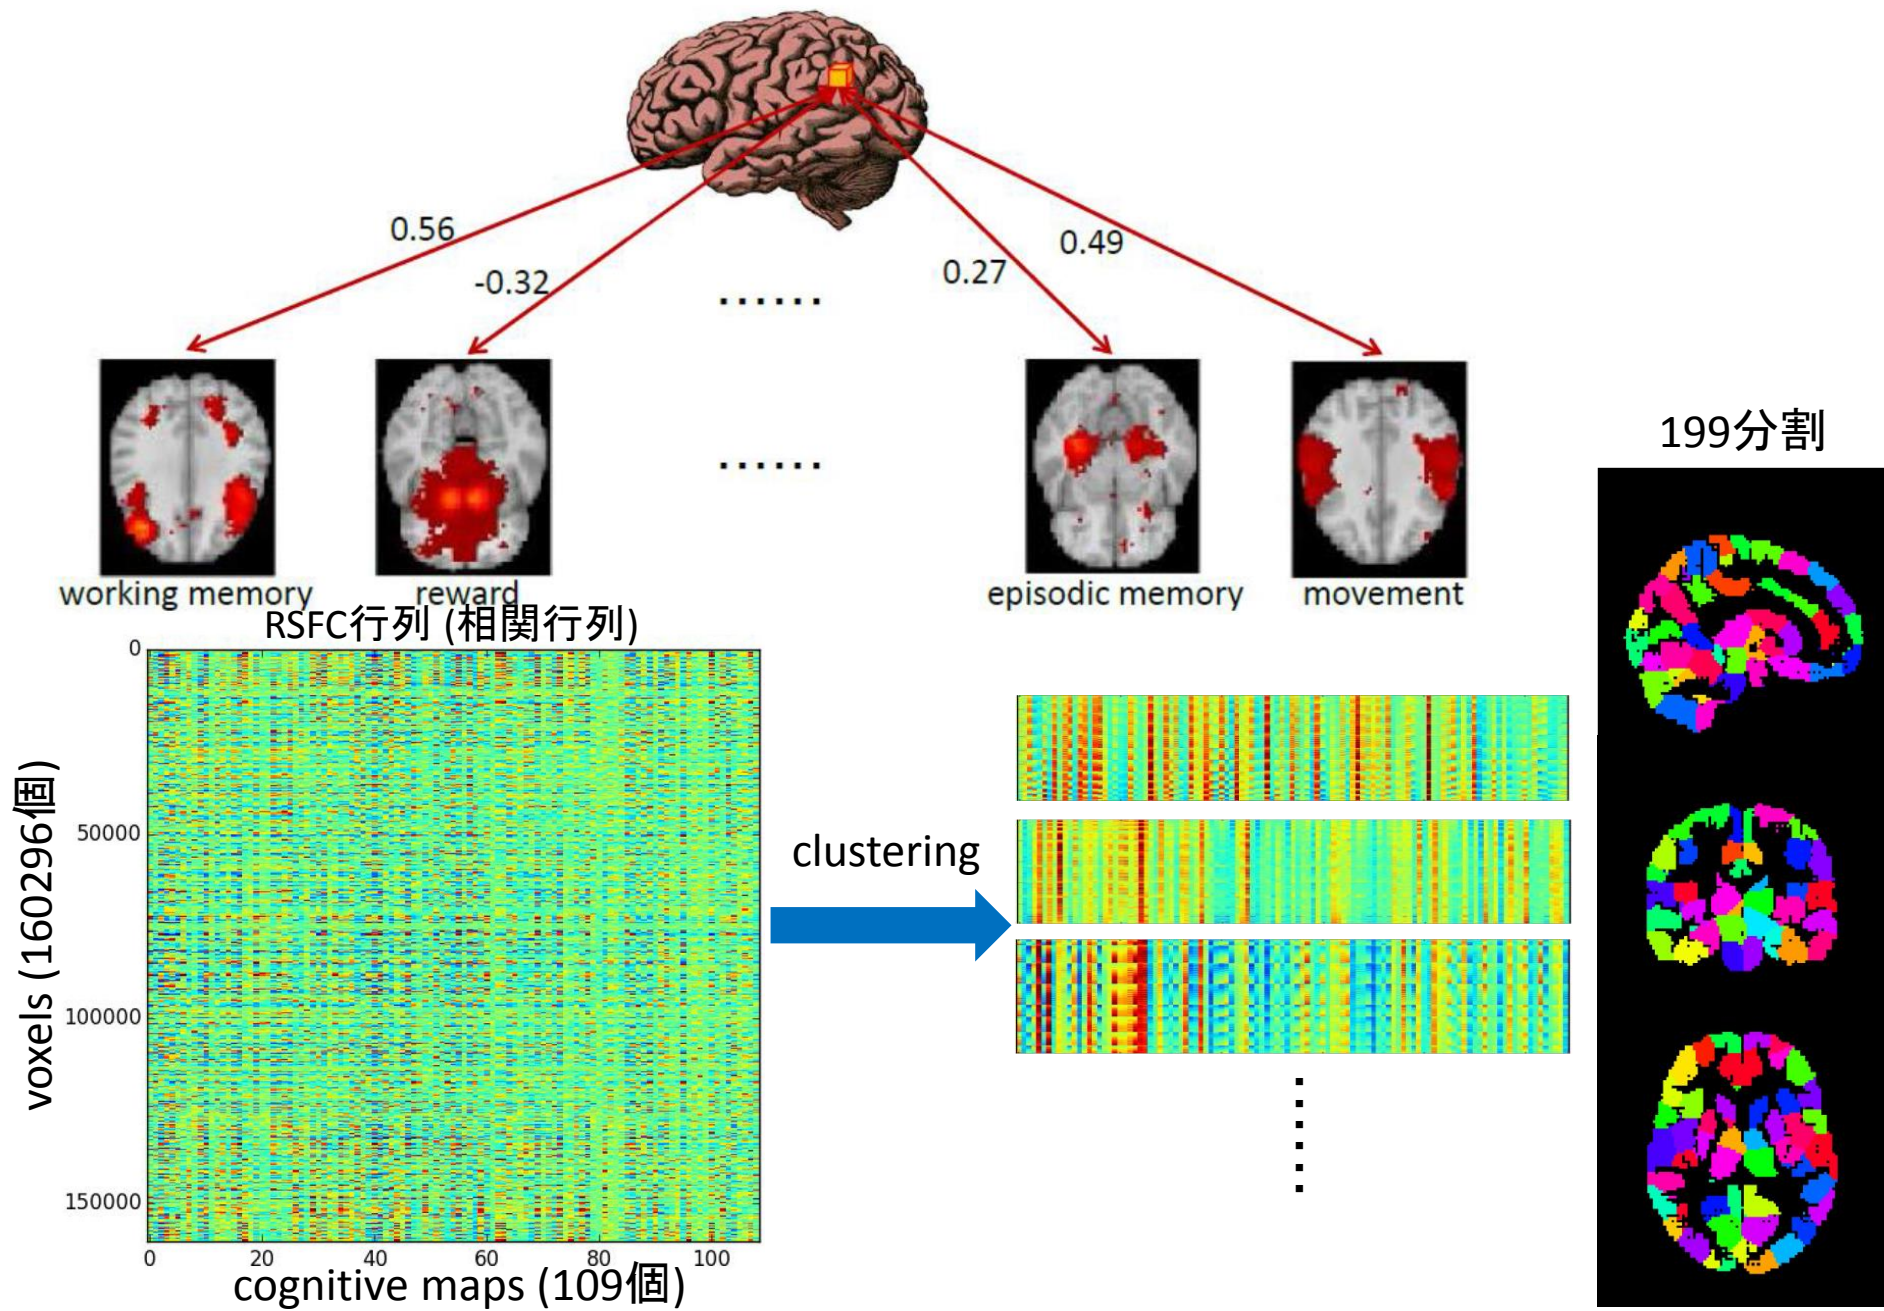 0.56
-0.32
......
0.27
0.49
......
working memory
reward
episodic memory
movement
199分割
RSFC行列 (相関行列)
0
50000
100000
150000
voxels (160296個)
0 20 40 60 80 100
cognitive maps (109個)
clustering